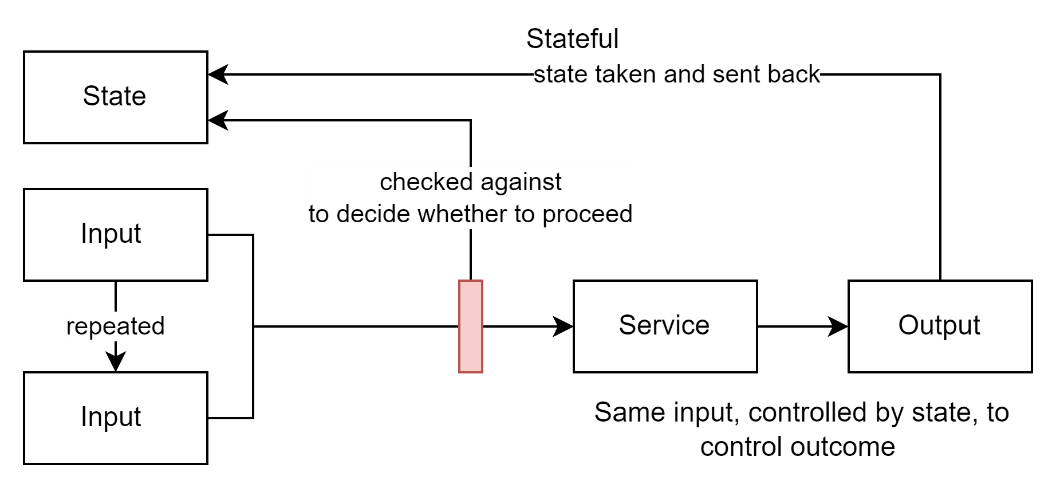 Stateful
state taken and sent back
State
checked against
to decide whether to proceed
Input
repeated
Input
Service
Output
Same input, controlled by state, to
control outcome